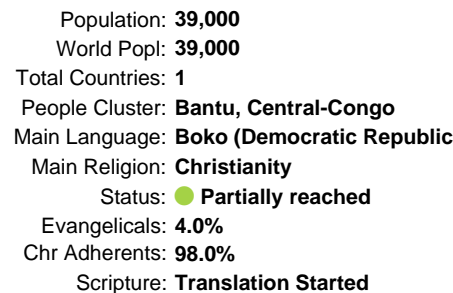 Population: 39,000
World Popl: 39,000
Total Countries: 1
People Cluster: Bantu, Central-Congo
Main Language: Boko (Democratic Republic
Main Religion: Christianity
Status: Partially reached
Evangelicals: 4.0%
Chr Adherents: 98.0%
Scripture: Translation Started